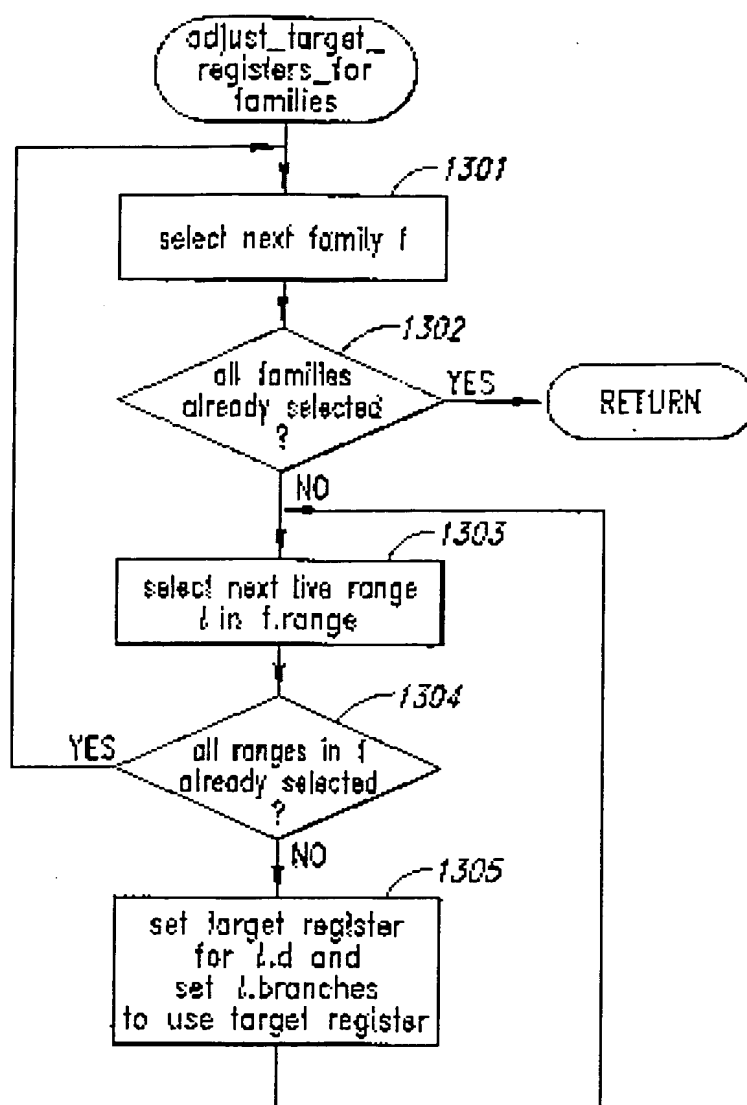 adjust_target_
registers_for
families
1301
select next family f
1302
all families
already selected
?
YES
RETURN
NO
1303
select next live range
l in f.range
1304
YES
all ranges in f
already selected
?
NO
1305
set target register
for l.d and
set l.branches
to use target register